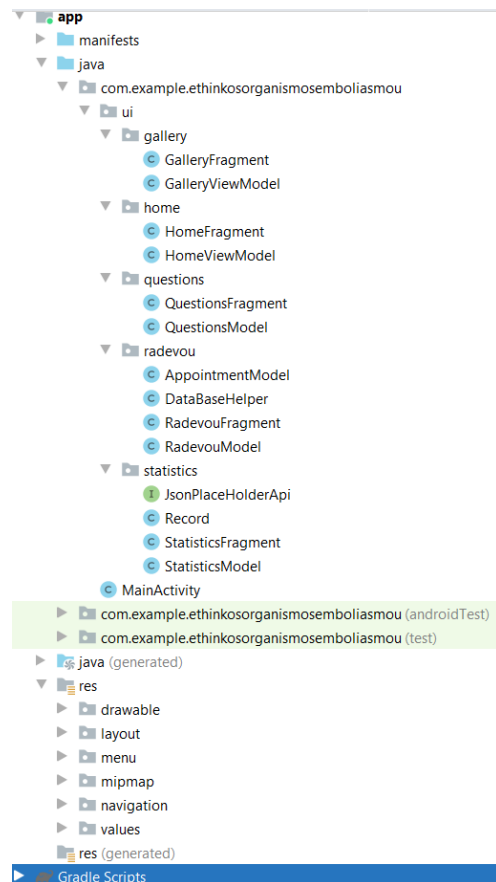 app
manifests
java
com.example.ethinkosorganismosemboliasmou
ui
gallery
C GalleryFragment
C GalleryViewModel
home
C HomeFragment
C HomeViewModel
questions
C QuestionsFragment
C QuestionsModel
radevou
C AppointmentModel
C DataBaseHelper
C RadevouFragment
C RadevouModel
statistics
I JsonPlaceHolderApi
C Record
C StatisticsFragment
C StatisticsModel
C MainActivity
com.example.ethinkosorganismosemboliasmou (androidTest)
com.example.ethinkosorganismosemboliasmou (test)
java (generated)
res
drawable
layout
menu
mipmap
navigation
values
res (generated)
Gradle Scripts